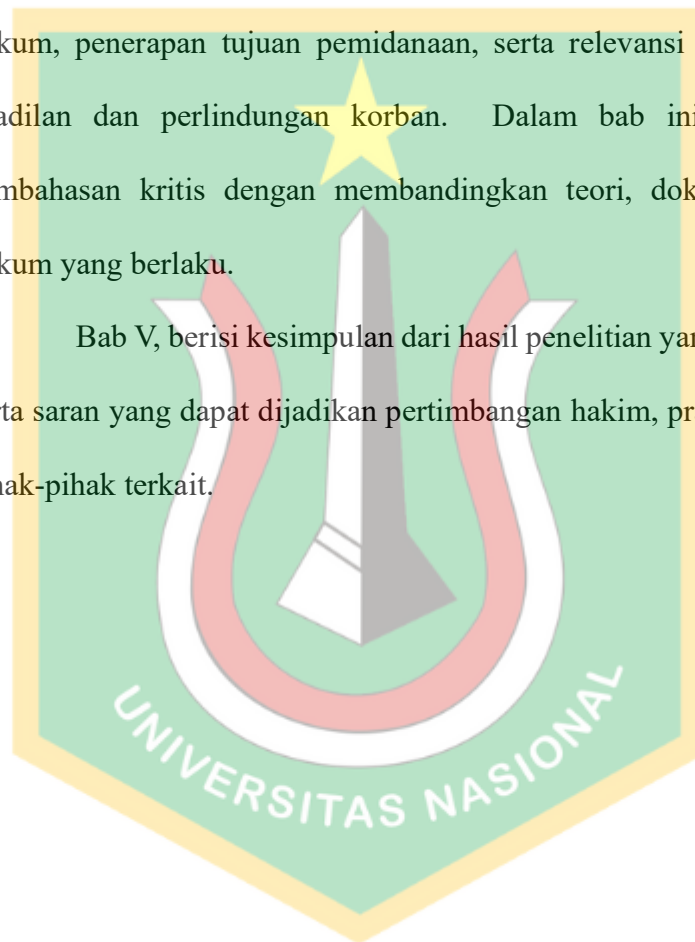 kum, penerapan tujuan pemidanaan, serta relevansi
adilan dan perlindungan korban. Dalam bab ini
mbahasan kritis dengan membandingkan teori, dok
kum yang berlaku.
Bab V, berisi kesimpulan dari hasil penelitian yan
rta saran yang dapat dijadikan pertimbangan hakim, pr
nak-pihak terkait.
UNIVERSITAS NASIONAL